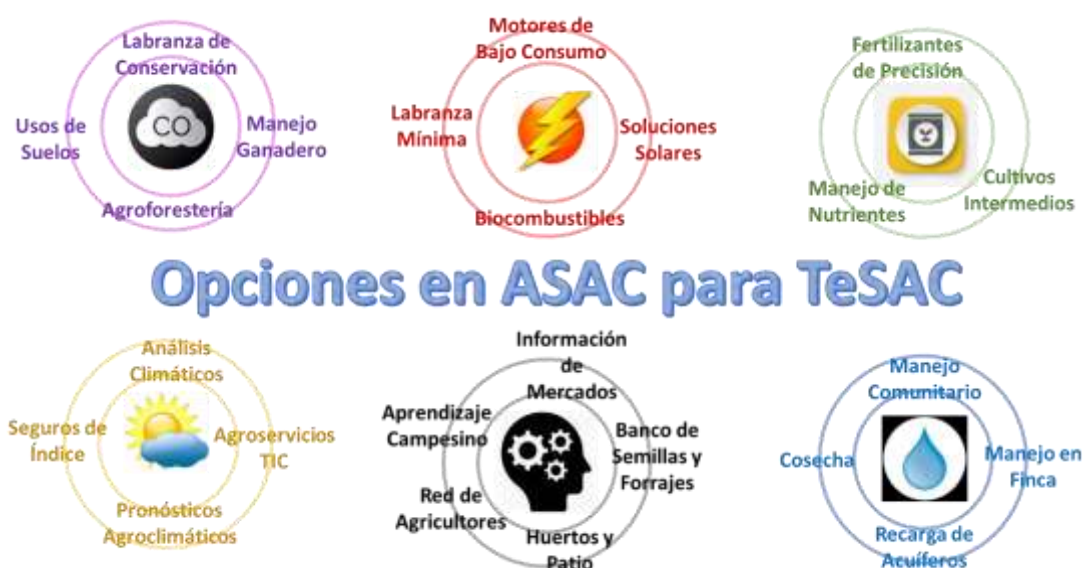 Labranza de
Conservación
CO
Usos de
Suelos
Manejo
Ganadero
Agroforestería
Motores de
Bajo Consumo
Labranza
Mínima
Soluciones
Solares
Biocombustibles
Fertilizantes
de Precisión
Manejo de
Nutrientes
Cultivos
Intermedios
Opciones en ASAC para TeSAC
Análisis
Climáticos
Seguros de
Índice
Agroservicios
TIC
Pronósticos
Agroclimáticos
Información
de
Mercados
Aprendizaje
Campesino
Banco de
Semillas y
Forrajes
Red de
Agricultores
Huertos y
Patio
Manejo
Comunitario
Cosecha
Manejo en
Finca
Recarga de
Acuíferos